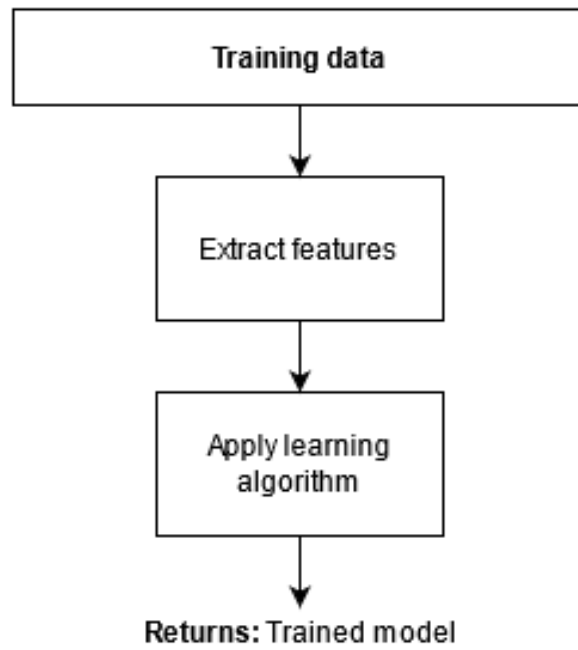 Training data
Extract features
Apply learning
algorithm
Returns: Trained model